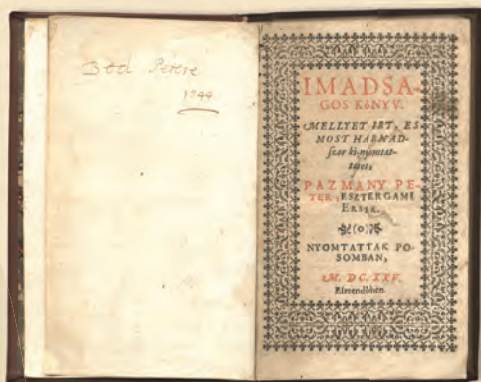 Bod Péteré
1744
IMADSA-
GOS KöNYV.
MELLYET IRT, ES
MOST HARMAD-
szor ki-nyomtat-
tatot,
PAZMANY PE-
TER, ESZTERGAMI
ERSEK.
NYOMTATTAK PO-
SOMBAN,
M. DC. XXV.
Esztendöben.